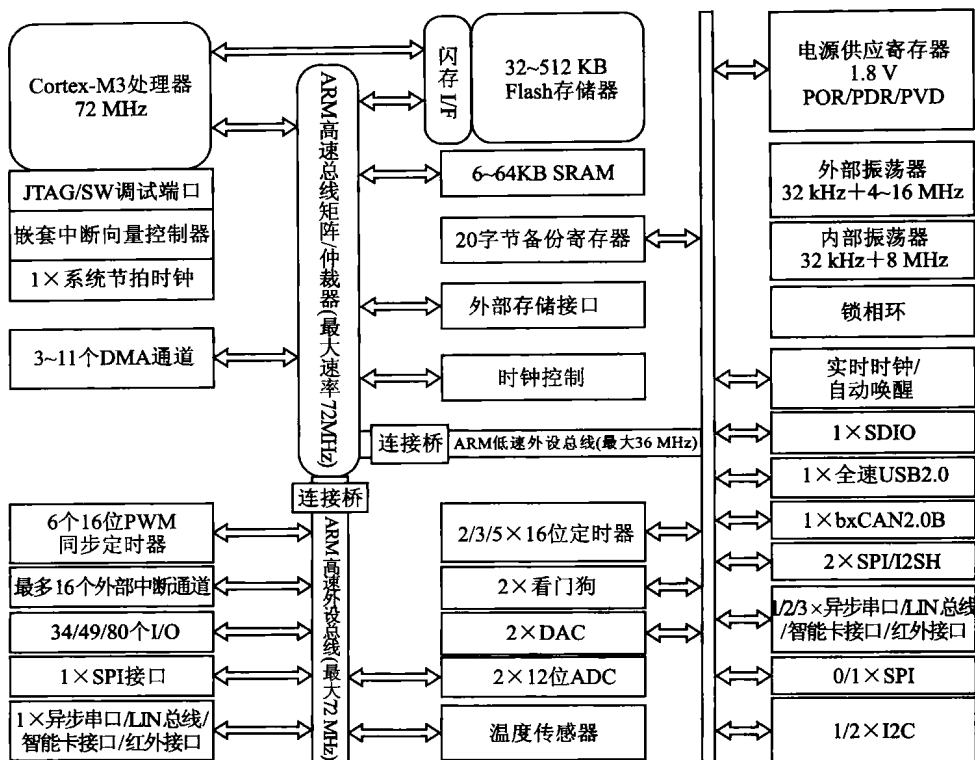 Cortex-M3处理器
72 MHz
JTAG/SW调试端口
嵌套中断向量控制器
1×系统节拍时钟
3~11个DMA通道
ARM高速总线矩阵/仲裁器(最大速率72MHz)
闪存I/F
32~512 KB
Flash存储器
6~64KB SRAM
20字节备份寄存器
外部存储接口
时钟控制
连接桥
ARM低速外设总线(最大36 MHz)
连接桥
ARM高速外设总线(最大72 MHz)
6个16位PWM
同步定时器
最多16个外部中断通道
34/49/80个I/O
1×SPI接口
1×异步串口/LIN总线/
智能卡接口/红外接口
2/3/5×16位定时器
2×看门狗
2×DAC
2×12位ADC
温度传感器
电源供应寄存器
1.8 V
POR/PDR/PVD
外部振荡器
32 kHz+4~16 MHz
内部振荡器
32 kHz+8 MHz
锁相环
实时时钟/
自动唤醒
1×SDIO
1×全速USB2.0
1×bxCAN2.0B
2×SPI/I2SH
1/2/3×异步串口/LIN总线
/智能卡接口/红外接口
0/1×SPI
1/2×I2C